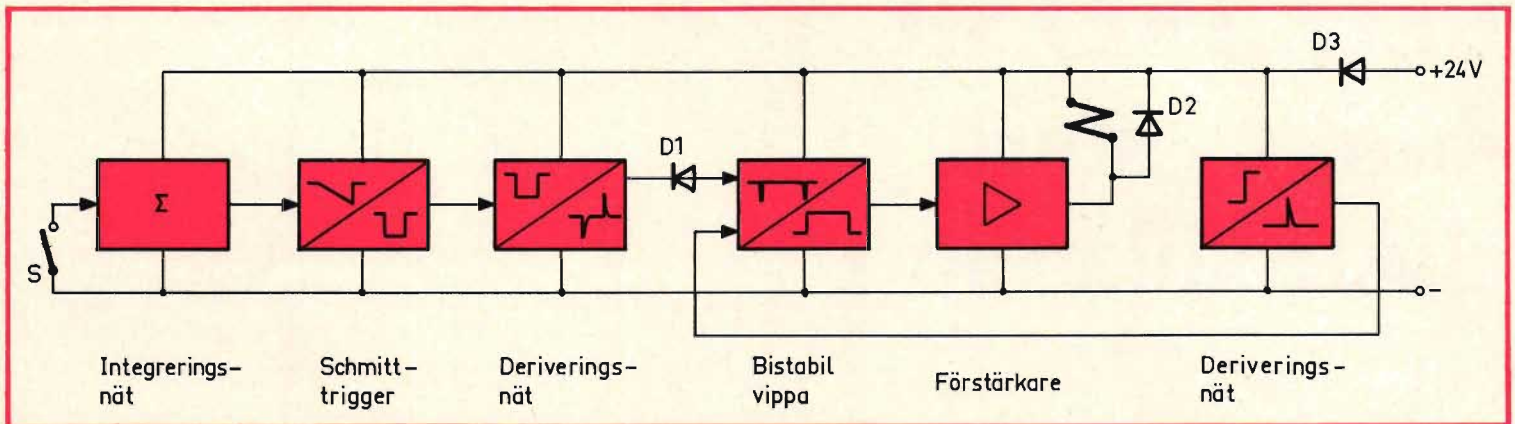 D3
+24V
D2
D1
Σ
S
-
Integrerings-
nät
Schmitt-
trigger
Deriverings-
nät
Bistabil
vippa
Förstärkare
Deriverings-
nät